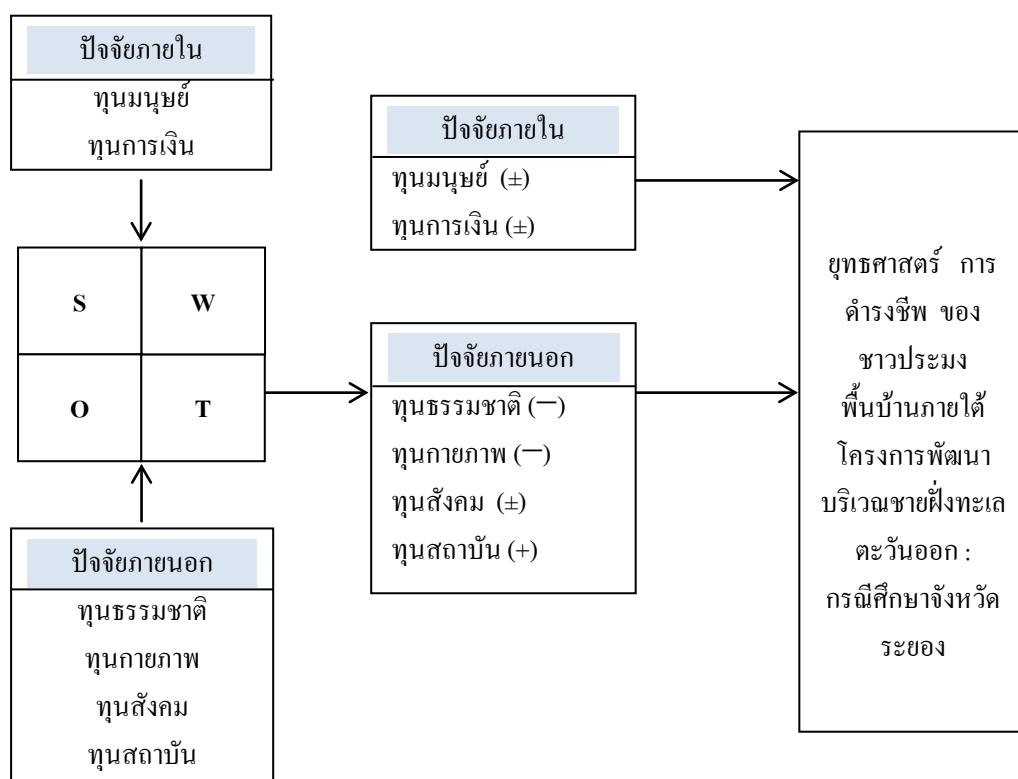 ปัจจัยภายใน
ทุนมนุษย์
ทุนการเงิน
S
W
O
T
ปัจจัยภายนอก
ทุนธรรมชาติ
ทุนกายภาพ
ทุนสังคม
ทุนสถาบัน
ปัจจัยภายใน
ทุนมนุษย์ (±)
ทุนการเงิน (±)
ปัจจัยภายนอก
ทุนธรรมชาติ (—)
ทุนกายภาพ (—)
ทุนสังคม (±)
ทุนสถาบัน (+)
ยุทธศาสตร์ การ
ดำรงชีพ ของ
ชาวประมง
พื้นบ้านภายใต้
โครงการพัฒนา
บริเวณชายฝั่งทะเล
ตะวันออก :
กรณีศึกษาจังหวัด
ระยอง